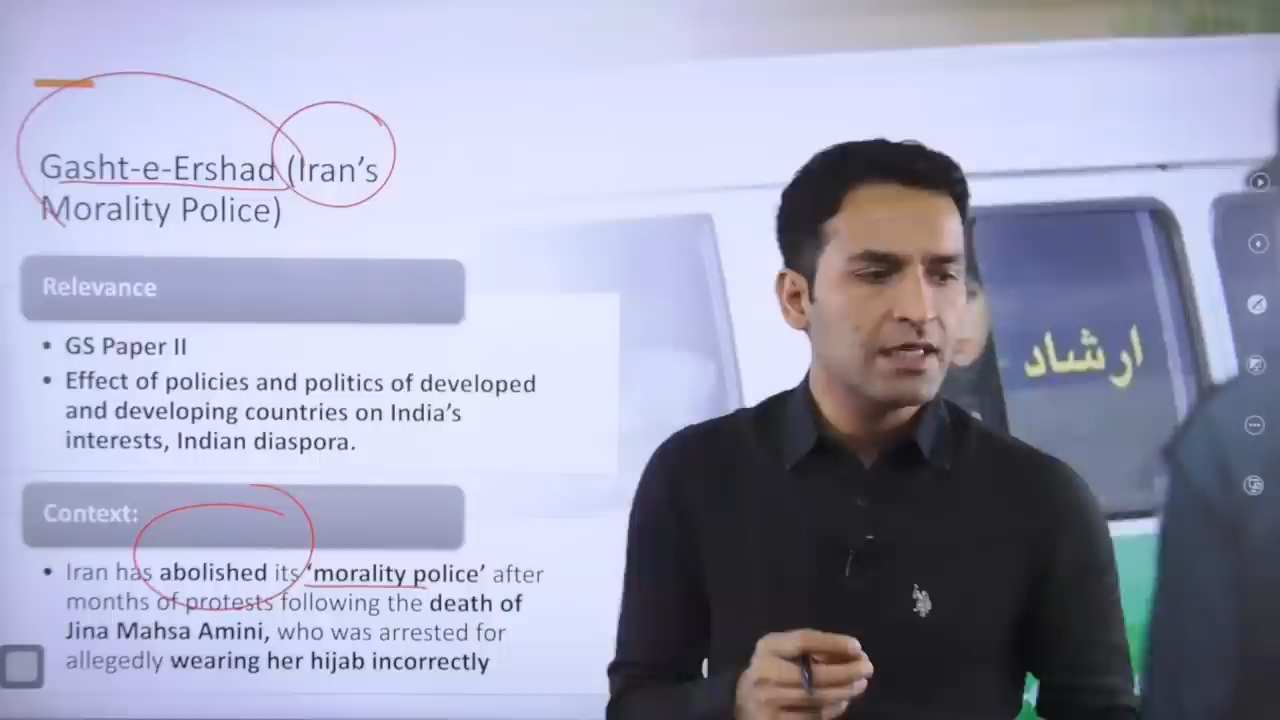 Gasht-e-Ershad (Iran's
Morality Police)
Relevance
• GS Paper II
• Effect of policies and politics of developed
and developing countries on India's
interests, Indian diaspora.
Context:
• Iran has abolished its 'morality police' after
months of protests following the death of
Jina Mahsa Amini, who was arrested for
allegedly wearing her hijab incorrectly
ارشاد